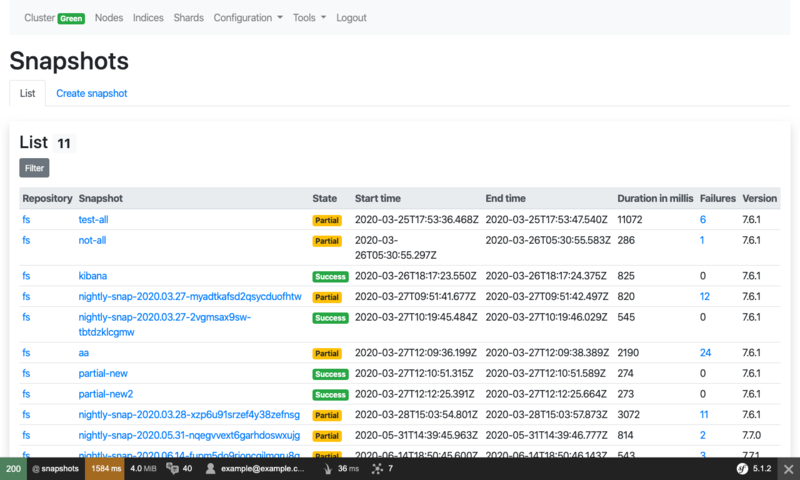 Cluster Green Nodes Indices Shards Configuration Tools Logout
Snapshots
List Create snapshot
List 11
Filter
Repository Snapshot State Start time End time Duration in millis Failures Version
fs test-all Partial 2020-03-25T17:53:36.468Z 2020-03-25T17:53:47.540Z 11072 6 7.6.1
fs not-all Partial 2020-03-26T05:30:55.297Z 2020-03-26T05:30:55.583Z 286 1 7.6.1
fs kibana Success 2020-03-26T18:17:23.550Z 2020-03-26T18:17:24.375Z 825 0 7.6.1
fs nightly-snap-2020.03.27-myadtkafsd2qsycduofhtw Partial 2020-03-27T09:51:41.677Z 2020-03-27T09:51:42.497Z 820 12 7.6.1
fs nightly-snap-2020.03.27-2vgmsax9sw-tbtdzklcgmw Success 2020-03-27T10:19:45.484Z 2020-03-27T10:19:46.029Z 545 0 7.6.1
fs aa Partial 2020-03-27T12:09:36.199Z 2020-03-27T12:09:38.389Z 2190 24 7.6.1
fs partial-new Success 2020-03-27T12:10:51.315Z 2020-03-27T12:10:51.589Z 274 0 7.6.1
fs partial-new2 Success 2020-03-27T12:12:25.391Z 2020-03-27T12:12:25.664Z 273 0 7.6.1
fs nightly-snap-2020.03.28-xzp6u91srzef4y38zefnsg Partial 2020-03-28T15:03:54.801Z 2020-03-28T15:03:57.873Z 3072 11 7.6.1
fs nightly-snap-2020.05.31-nqegvvext6garhdoswxujg Partial 2020-05-31T14:39:45.963Z 2020-05-31T14:39:46.777Z 814 2 7.7.0
fs Partial 2020-06-14T18:50:45.600Z 2020-06-14T18:50:46.143Z 543 3 7.7.1
200 @ snapshots 1584 ms 4.0 MiB 40 example@example.c... 36 ms 7 5.1.2